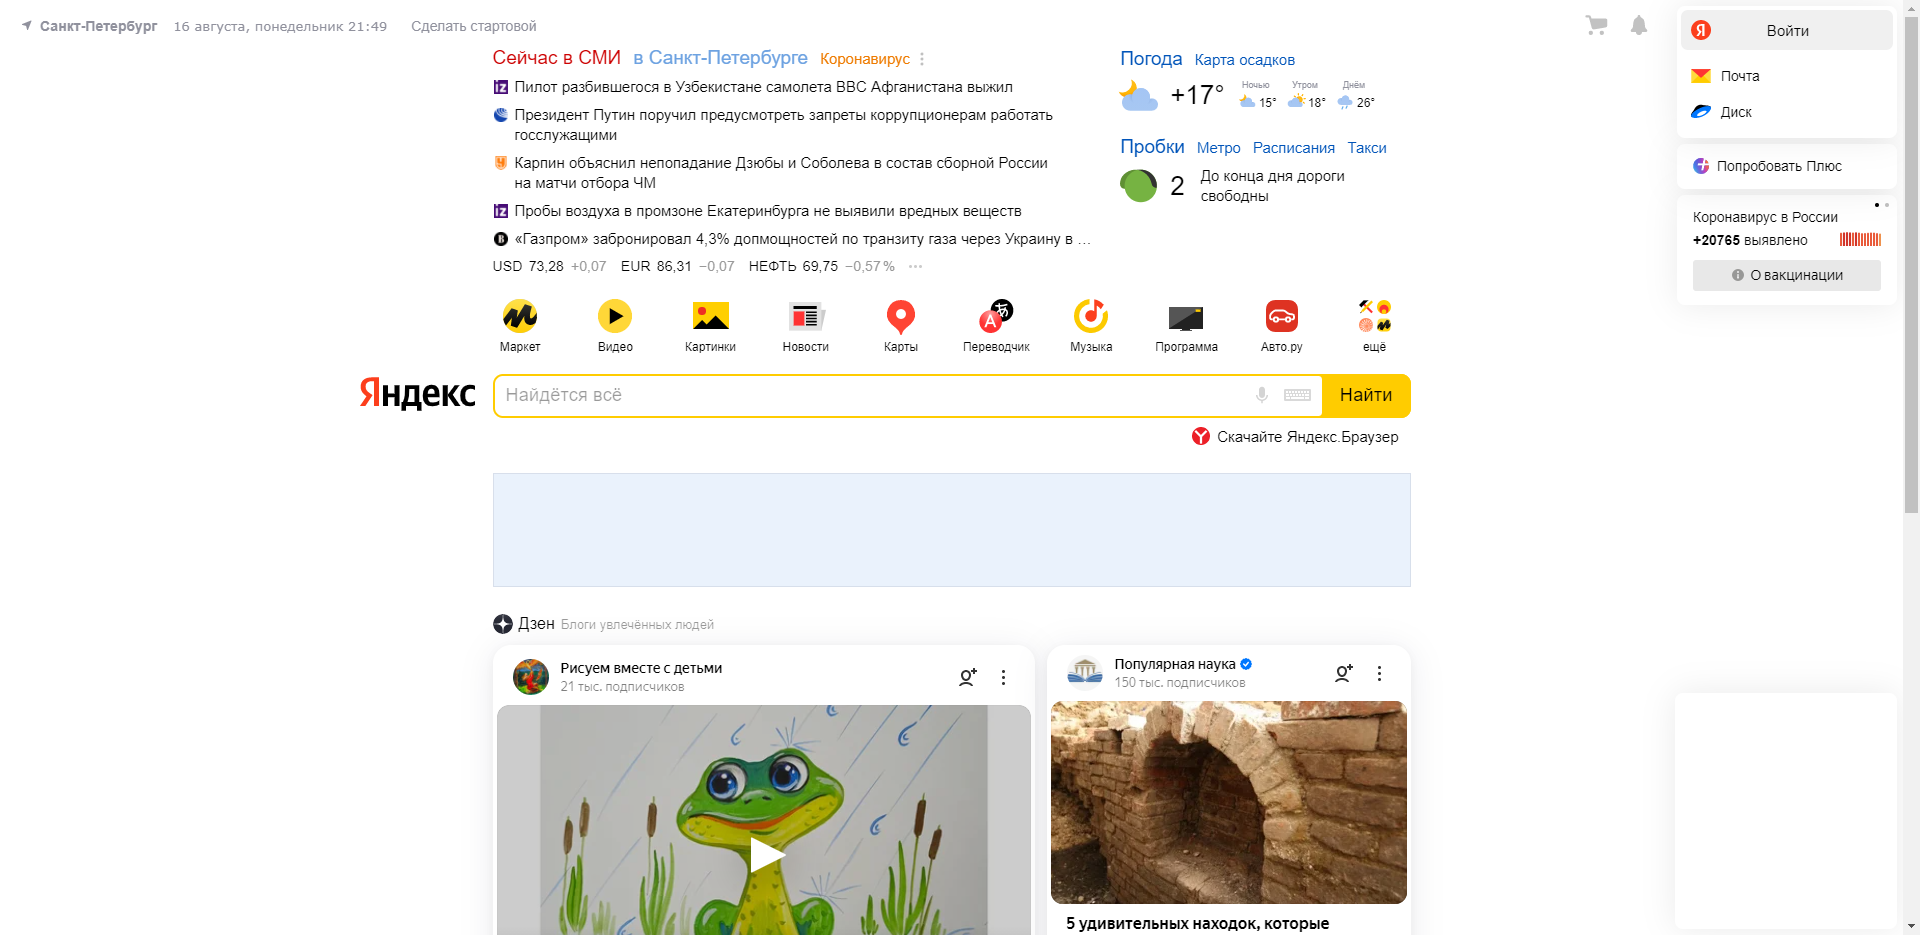 Санкт-Петербург 16 августа, понедельник 21:49 Сделать стартовой
Сейчас в СМИ в Санкт-Петербурге Коронавирус
Пилот разбившегося в Узбекистане самолета ВВС Афганистана выжил
Президент Путин поручил предусмотреть запреты коррупционерам работать
госслужащими
Карпин объяснил непопадание Дзюбы и Соболева в состав сборной России
на матчи отбора ЧМ
Пробы воздуха в промзоне Екатеринбурга не выявили вредных веществ
«Газпром» забронировал 4,3% допмощностей по транзиту газа через Украину в ...
USD 73,28 +0,07 EUR 86,31 −0,07 НЕФТЬ 69,75 −0,57% ···
Погода Карта осадков
+17°
Ночью 15°
Утром 18°
Днём 26°
Пробки Метро Расписания Такси
2
До конца дня дороги
свободны
Я Войти
Почта
Диск
Попробовать Плюс
Коронавирус в России
+20765 выявлено
О вакцинации
Маркет Видео Картинки Новости Карты Переводчик Музыка Программа Авто.ру ещё
Яндекс Найдётся всё Найти
Скачайте Яндекс.Браузер
Дзен Блоги увлечённых людей
Рисуем вместе с детьми
21 тыс. подписчиков
Популярная наука
150 тыс. подписчиков
5 удивительных находок, которые